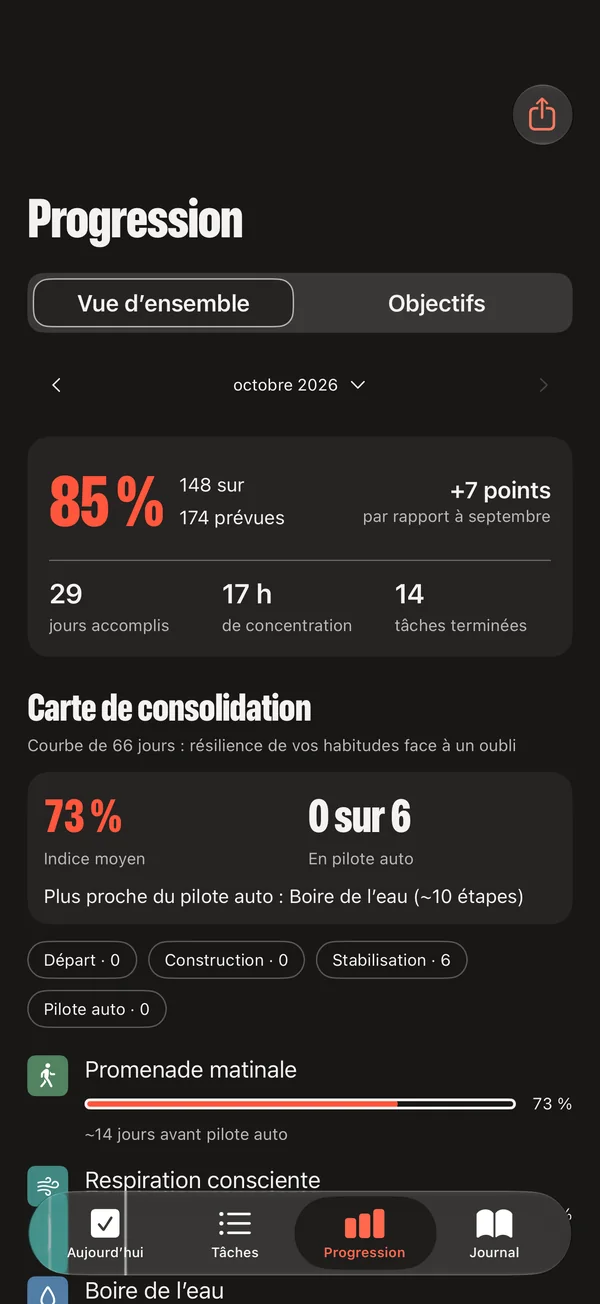 Progression
Vue d’ensemble
Objectifs
octobre 2026
85 %
148 sur
174 prévues
+7 points
par rapport à septembre
29
jours accomplis
17 h
de concentration
14
tâches terminées
Carte de consolidation
Courbe de 66 jours : résilience de vos habitudes face à un oubli
73 %
Indice moyen
0 sur 6
En pilote auto
Plus proche du pilote auto : Boire de l’eau (~10 étapes)
Départ · 0
Construction · 0
Stabilisation · 6
Pilote auto · 0
Promenade matinale
73 %
~14 jours avant pilote auto
Respiration consciente
Aujourd’hui
Tâches
Progression
Journal
Boire de l’eau